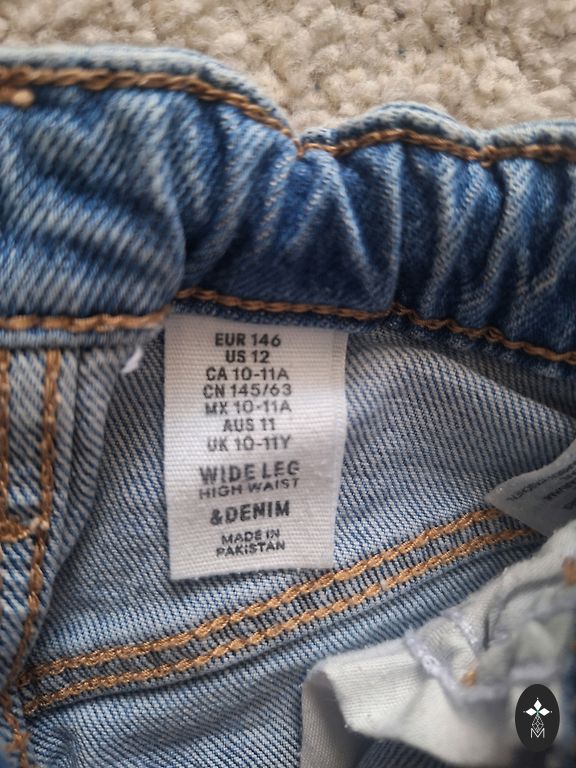 EUR 146
US 12
CA 10-11A
CN 145/63
MX 10-11A
AUS 11
UK 10-11Y
WIDE LEG
HIGH WAIST
&DENIM
MADE IN
PAKISTAN
M